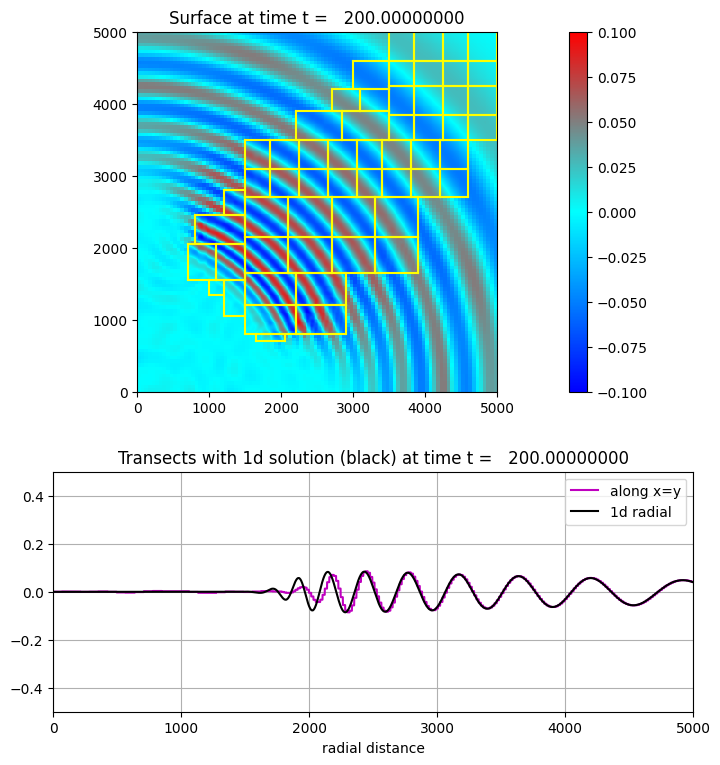 Surface at time t =   200.00000000
5000
4000
3000
2000
1000
0
0 1000 2000 3000 4000 5000
0.100
0.075
0.050
0.025
0.000
−0.025
−0.050
−0.075
−0.100
Transects with 1d solution (black) at time t =   200.00000000
along x=y
1d radial
0.4
0.2
0.0
−0.2
−0.4
0 1000 2000 3000 4000 5000
radial distance